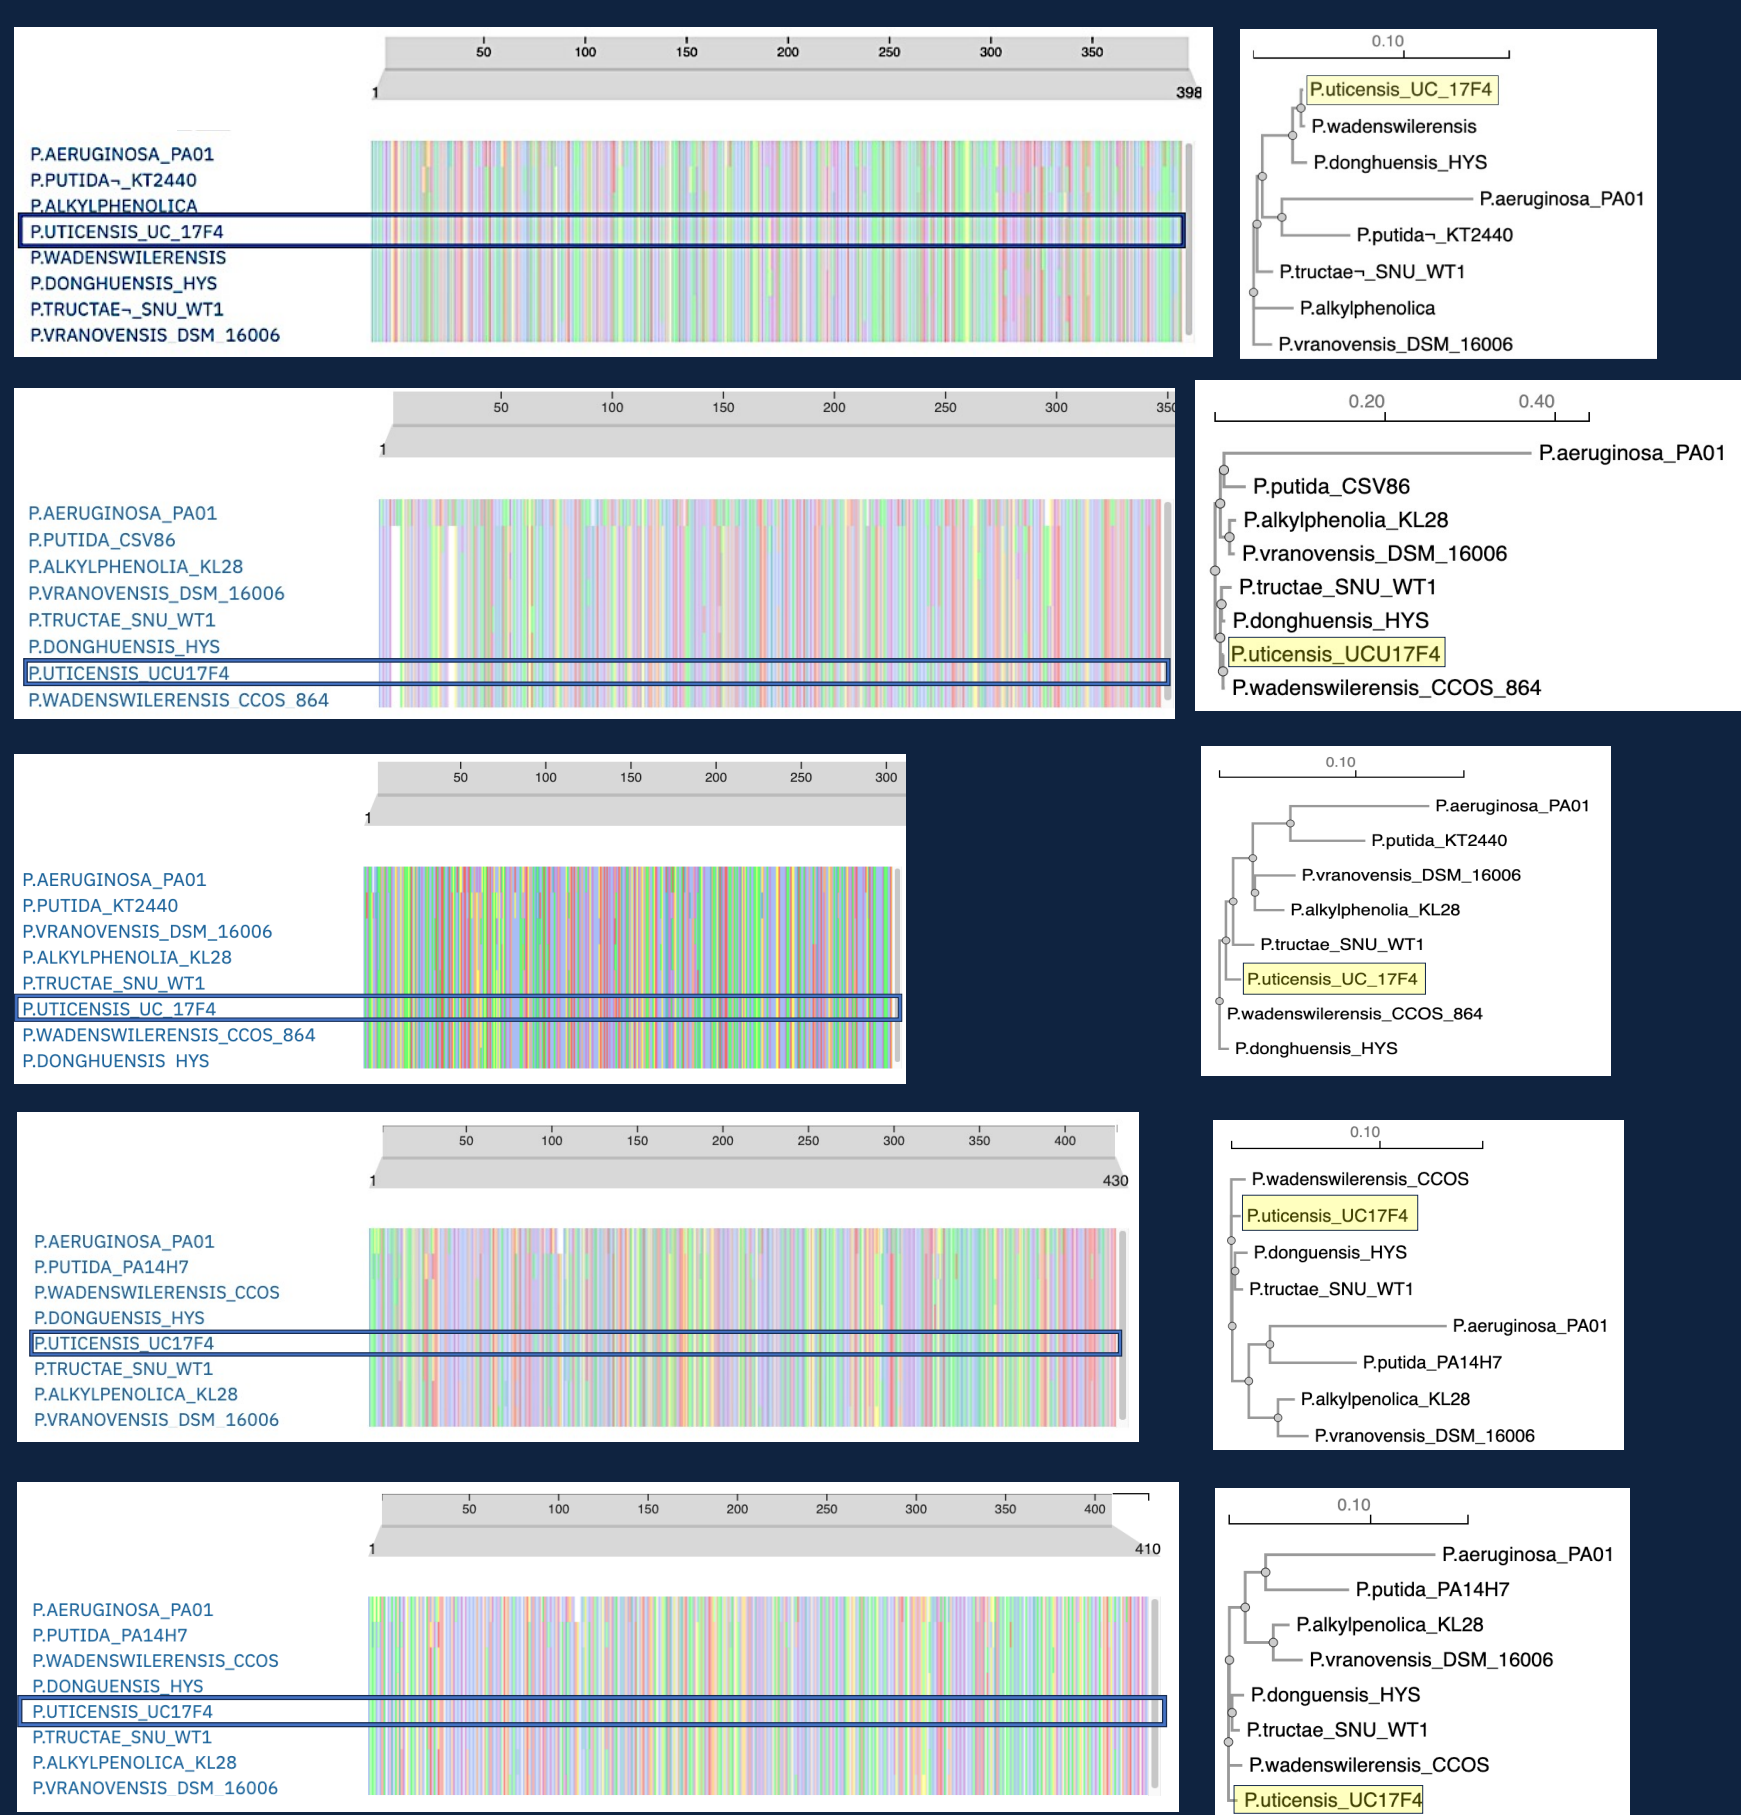 50 100 150 200 250 300 350
1 398
P.AERUGINOSA_PA01
P.PUTIDA¬_KT2440
P.ALKYLPHENOLICA
P.UTICENSIS_UC_17F4
P.WADENSWILERENSIS
P.DONGHUENSIS_HYS
P.TRUCTAE¬_SNU_WT1
P.VRANOVENSIS_DSM_16006
0.10
P.uticensis_UC_17F4
P.wadenswilerensis
P.donghuensis_HYS
P.aeruginosa_PA01
P.putida¬_KT2440
P.tructae¬_SNU_WT1
P.alkylphenolica
P.vranovensis_DSM_16006
50 100 150 200 250 300 350
1
P.AERUGINOSA_PA01
P.PUTIDA_CSV86
P.ALKYLPHENOLIA_KL28
P.VRANOVENSIS_DSM_16006
P.TRUCTAE_SNU_WT1
P.DONGHUENSIS_HYS
P.UTICENSIS_UCU17F4
P.WADENSWILERENSIS_CCOS_864
0.20 0.40
P.aeruginosa_PA01
P.putida_CSV86
P.alkylphenolia_KL28
P.vranovensis_DSM_16006
P.tructae_SNU_WT1
P.donghuensis_HYS
P.uticensis_UCU17F4
P.wadenswilerensis_CCOS_864
50 100 150 200 250 300
1
P.AERUGINOSA_PA01
P.PUTIDA_KT2440
P.VRANOVENSIS_DSM_16006
P.ALKYLPHENOLIA_KL28
P.TRUCTAE_SNU_WT1
P.UTICENSIS_UC_17F4
P.WADENSWILERENSIS_CCOS_864
P.DONGHUENSIS HYS
0.10
P.aeruginosa_PA01
P.putida_KT2440
P.vranovensis_DSM_16006
P.alkylphenolia_KL28
P.tructae_SNU_WT1
P.uticensis_UC_17F4
P.wadenswilerensis_CCOS_864
P.donghuensis_HYS
50 100 150 200 250 300 350 400
1 430
P.AERUGINOSA_PA01
P.PUTIDA_PA14H7
P.WADENSWILERENSIS_CCOS
P.DONGUENSIS_HYS
P.UTICENSIS_UC17F4
P.TRUCTAE_SNU_WT1
P.ALKYLPENOLICA_KL28
P.VRANOVENSIS_DSM_16006
0.10
P.wadenswilerensis_CCOS
P.uticensis_UC17F4
P.donguensis_HYS
P.tructae_SNU_WT1
P.aeruginosa_PA01
P.putida_PA14H7
P.alkylpenolica_KL28
P.vranovensis_DSM_16006
50 100 150 200 250 300 350 400
1 410
P.AERUGINOSA_PA01
P.PUTIDA_PA14H7
P.WADENSWILERENSIS_CCOS
P.DONGUENSIS_HYS
P.UTICENSIS_UC17F4
P.TRUCTAE_SNU_WT1
P.ALKYLPENOLICA_KL28
P.VRANOVENSIS_DSM_16006
0.10
P.aeruginosa_PA01
P.putida_PA14H7
P.alkylpenolica_KL28
P.vranovensis_DSM_16006
P.donguensis_HYS
P.tructae_SNU_WT1
P.wadenswilerensis_CCOS
P.uticensis_UC17F4